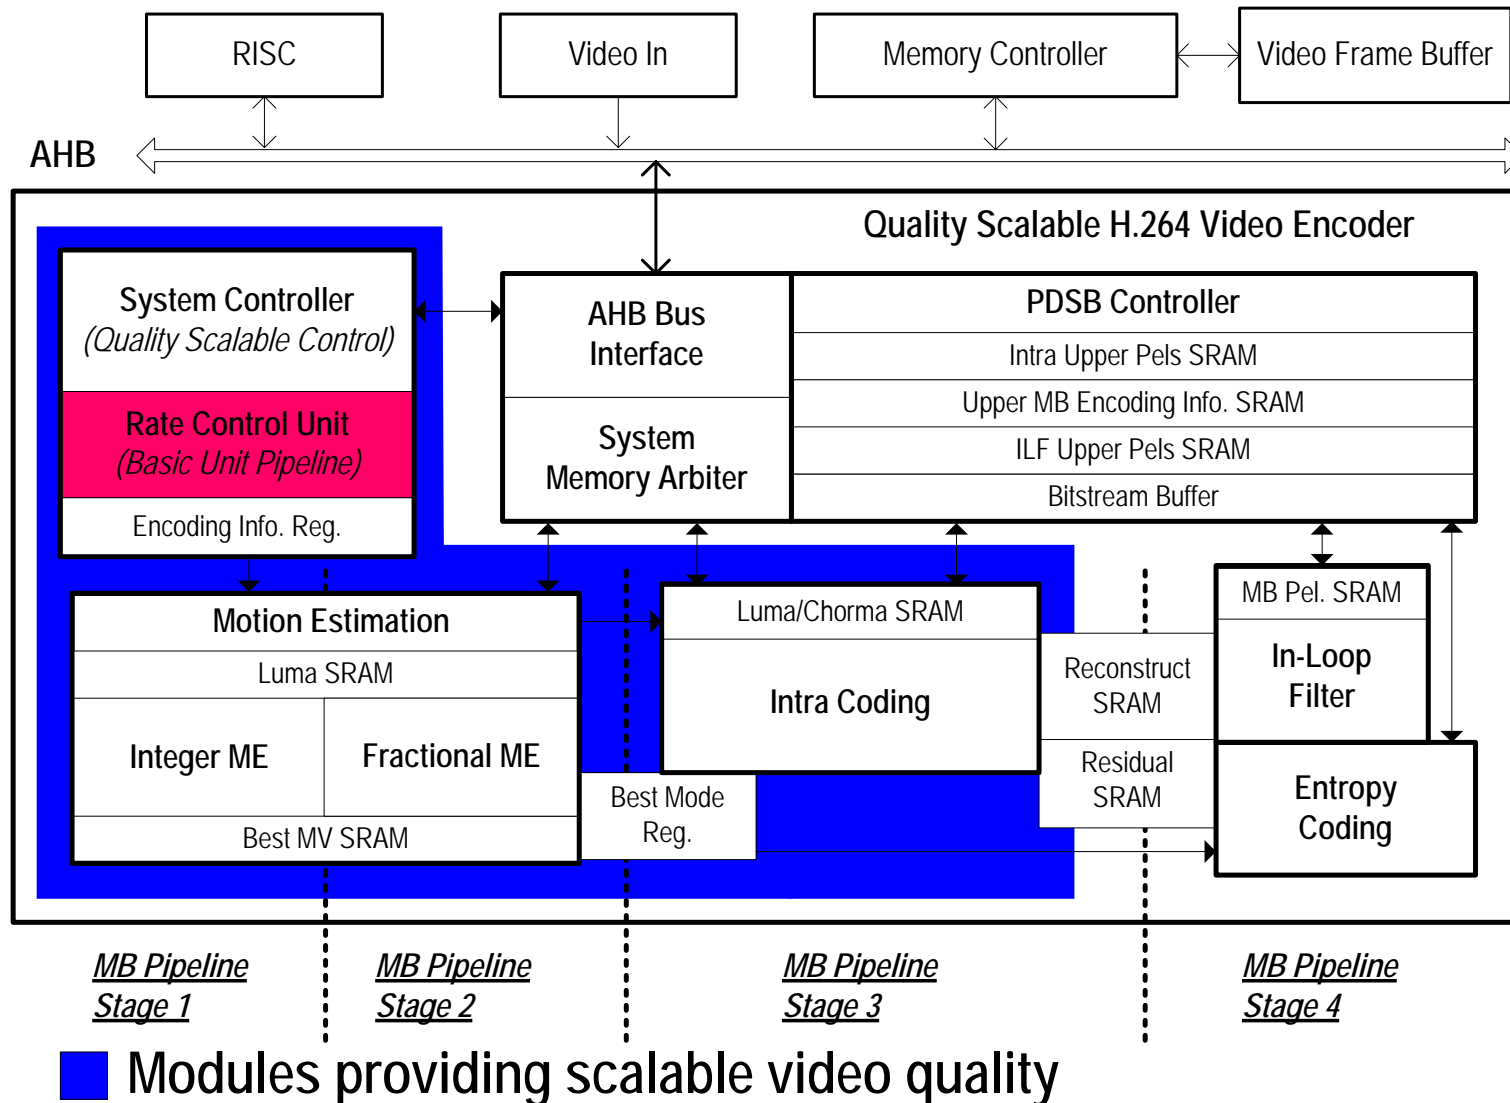 RISC
Video In
Memory Controller
Video Frame Buffer
AHB
Quality Scalable H.264 Video Encoder
System Controller
(Quality Scalable Control)
Rate Control Unit
(Basic Unit Pipeline)
Encoding Info. Reg.
AHB Bus
Interface
System
Memory Arbiter
PDSB Controller
Intra Upper Pels SRAM
Upper MB Encoding Info. SRAM
ILF Upper Pels SRAM
Bitstream Buffer
Motion Estimation
Luma SRAM
Integer ME
Fractional ME
Best MV SRAM
Best Mode
Reg.
Luma/Chorma SRAM
Intra Coding
Reconstruct
SRAM
Residual
SRAM
MB Pel. SRAM
In-Loop
Filter
Entropy
Coding
MB Pipeline
Stage 1
MB Pipeline
Stage 2
MB Pipeline
Stage 3
MB Pipeline
Stage 4
Modules providing scalable video quality